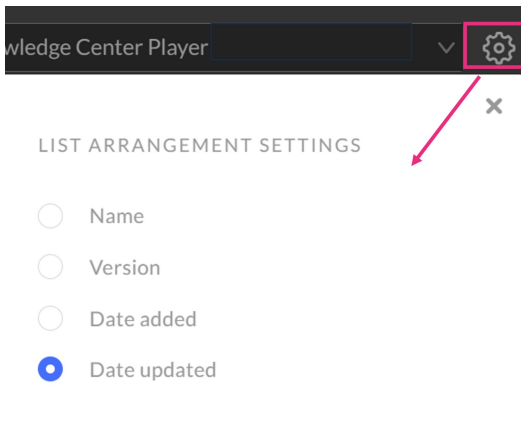 wledge Center Player
LIST ARRANGEMENT SETTINGS
Name
Version
Date added
Date updated